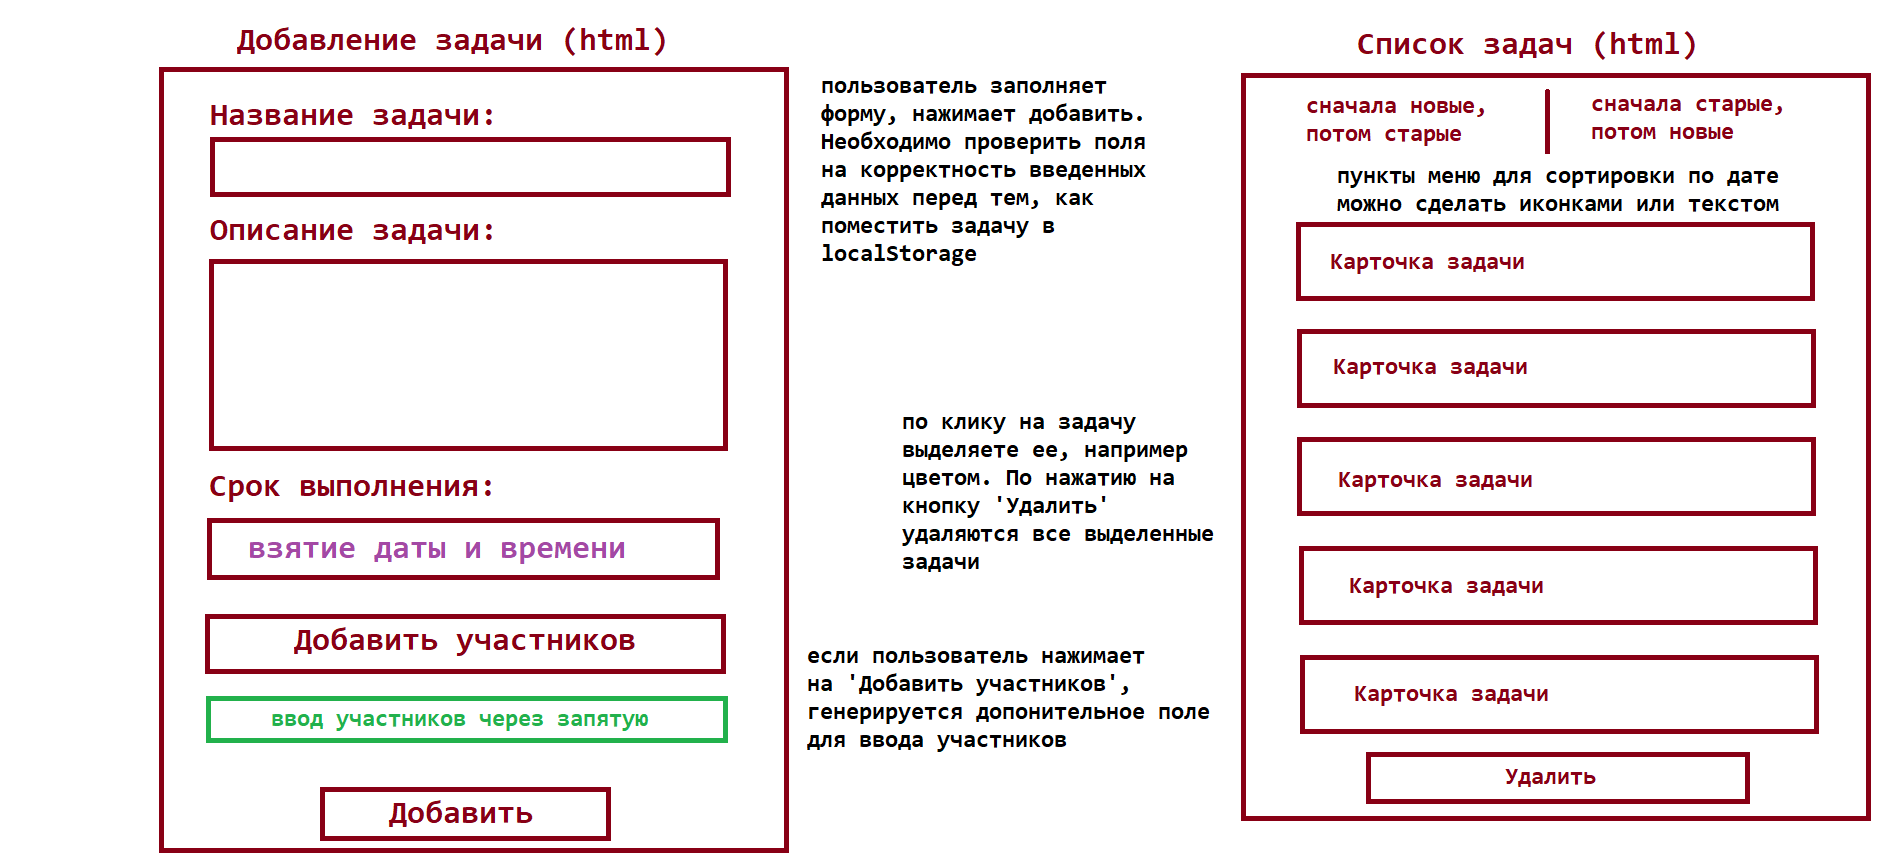 Добавление задачи (html)
Название задачи:
Описание задачи:
Срок выполнения:
взятие даты и времени
Добавить участников
ввод участников через запятую
Добавить
пользователь заполняет
форму, нажимает добавить.
Необходимо проверить поля
на корректность введенных
данных перед тем, как
поместить задачу в
localStorage
по клику на задачу
выделяете ее, например
цветом. По нажатию на
кнопку 'Удалить'
удаляются все выделенные
задачи
если пользователь нажимает
на 'Добавить участников',
генерируется допонительное поле
для ввода участников
Список задач (html)
сначала новые,
потом старые
сначала старые,
потом новые
пункты меню для сортировки по дате
можно сделать иконками или текстом
Карточка задачи
Карточка задачи
Карточка задачи
Карточка задачи
Карточка задачи
Удалить